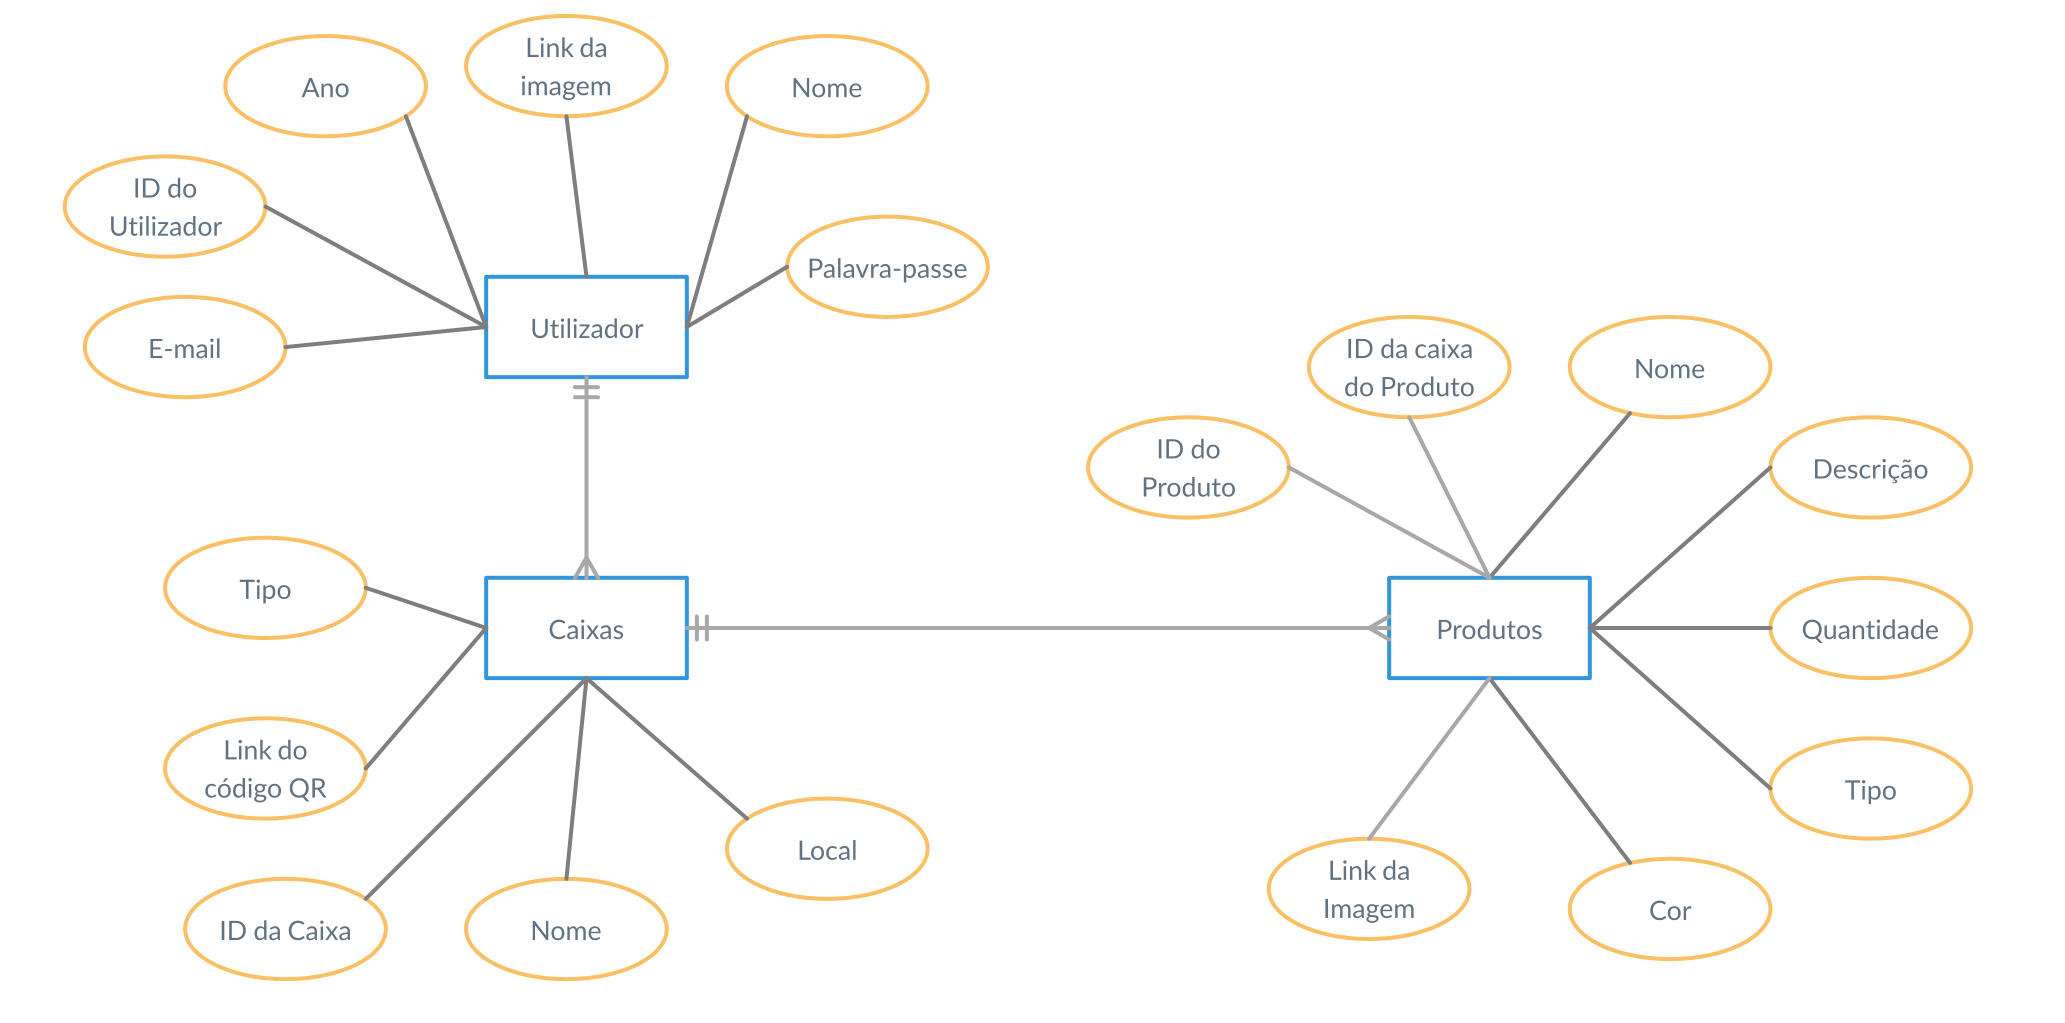 Link da
imagem
Ano
Nome
ID do
Utilizador
Palavra-passe
E-mail
Utilizador
ID da caixa
do Produto
Nome
ID do
Produto
Descrição
Tipo
Caixas
Produtos
Quantidade
Link do
código QR
Tipo
Local
Link da
Imagem
Cor
ID da Caixa
Nome